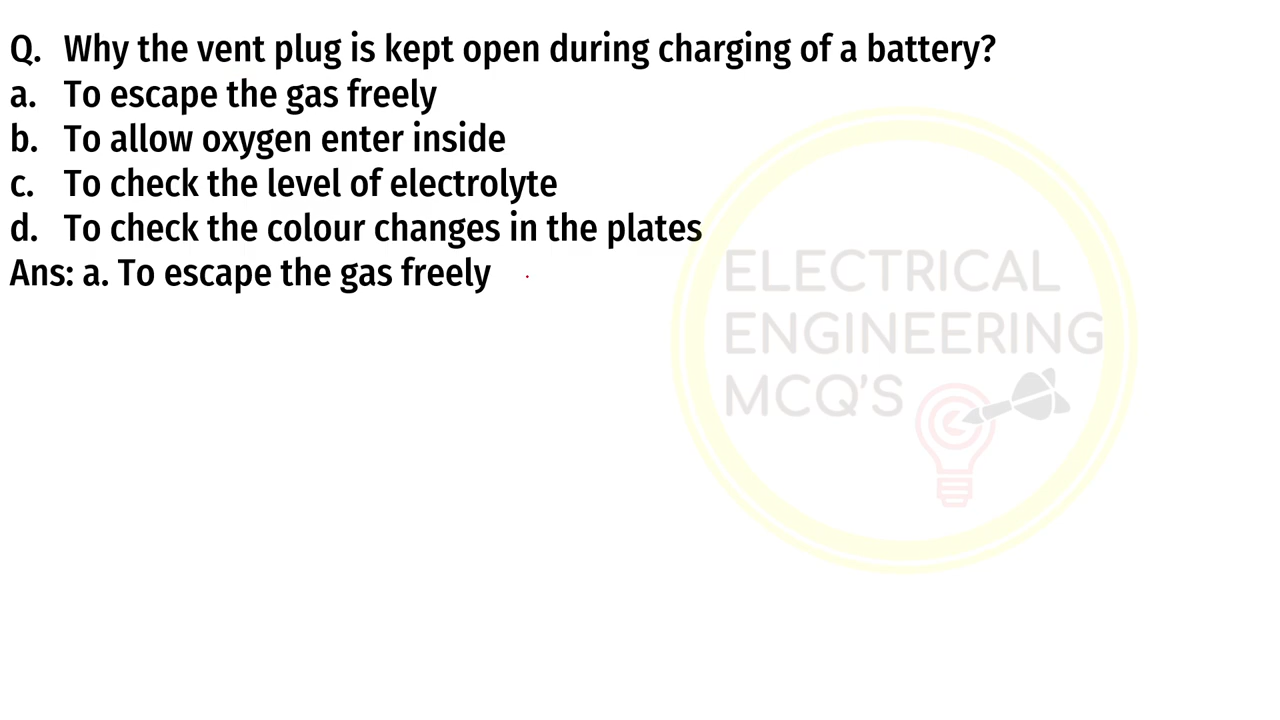 Q. Why the vent plug is kept open during charging of a battery?
a. To escape the gas freely
b. To allow oxygen enter inside
c. To check the level of electrolyte
d. To check the colour changes in the plates
Ans: a. To escape the gas freely
ELECTRICAL
ENGINEERING
MCQ'S